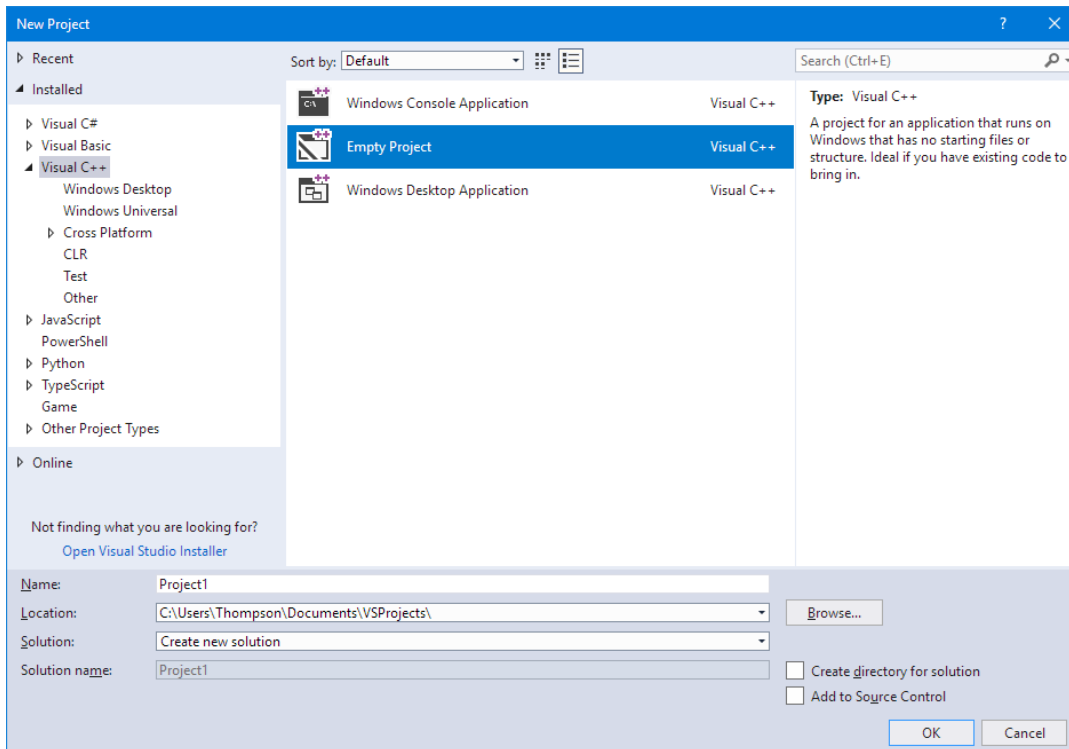 New Project
?
Recent
Installed
Visual C#
Visual Basic
Visual C++
Windows Desktop
Windows Universal
Cross Platform
CLR
Test
Other
JavaScript
PowerShell
Python
TypeScript
Game
Other Project Types
Online
Not finding what you are looking for?
Open Visual Studio Installer
Sort by: Default
Windows Console Application Visual C++
Empty Project Visual C++
Windows Desktop Application Visual C++
Search (Ctrl+E)
Type: Visual C++
A project for an application that runs on
Windows that has no starting files or
structure. Ideal if you have existing code to
bring in.
Name: Project1
Location: C:\Users\Thompson\Documents\VSProjects\
Browse...
Solution: Create new solution
Solution name: Project1
Create directory for solution
Add to Source Control
OK Cancel